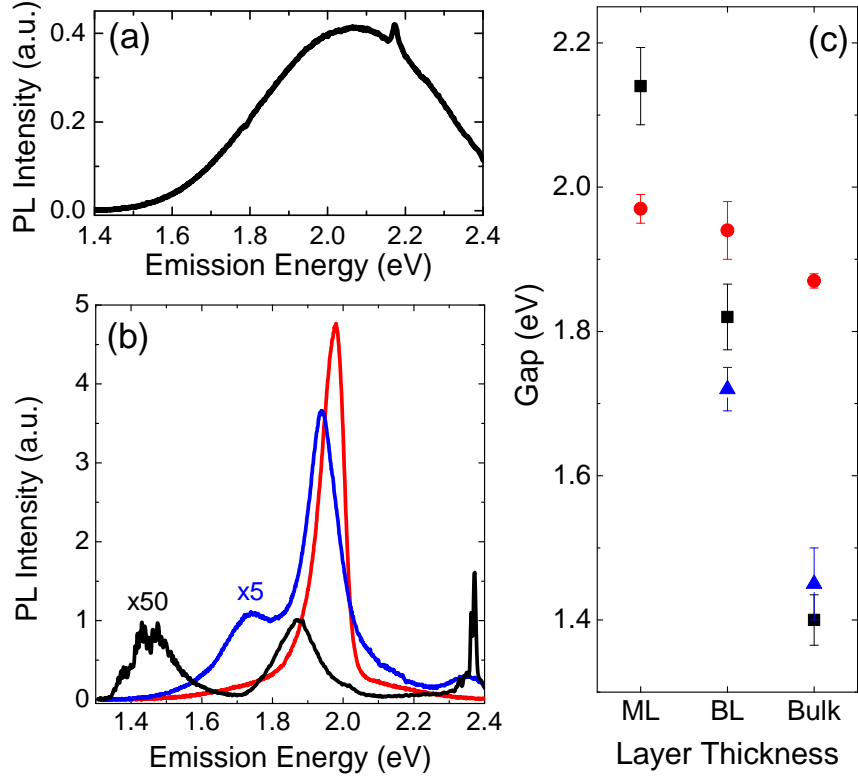 (a)
PL Intensity (a.u.)
0.4
0.2
0.0
1.4 1.6 1.8 2.0 2.2 2.4
Emission Energy (eV)
(b)
PL Intensity (a.u.)
5
4
3
2
1
0
x50
x5
1.4 1.6 1.8 2.0 2.2 2.4
Emission Energy (eV)
(c)
Gap (eV)
2.2
2.0
1.8
1.6
1.4
ML BL Bulk
Layer Thickness